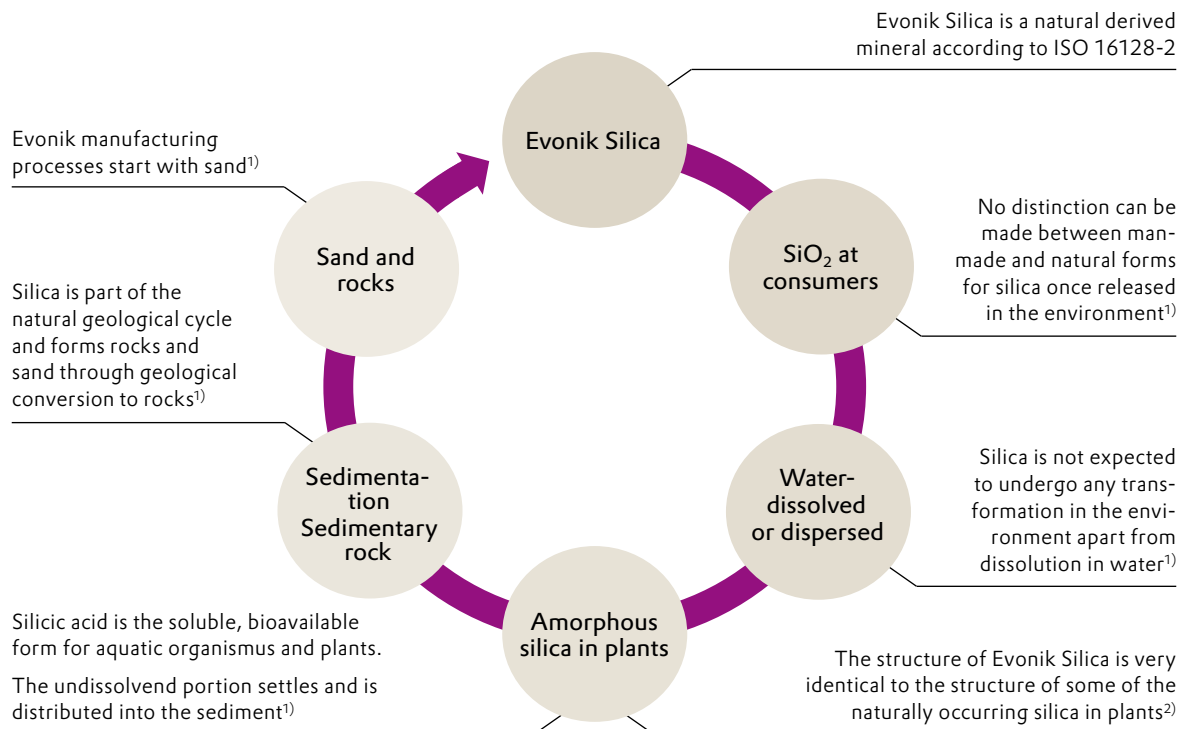 Evonik Silica is a natural derived
mineral according to ISO 16128-2
Evonik Silica
Evonik manufacturing
processes start with sand1)
Sand and
rocks
SiO2 at
consumers
No distinction can be
made between man-
made and natural forms
for silica once released
in the environment1)
Silica is part of the
natural geological cycle
and forms rocks and
sand through geological
conversion to rocks1)
Sedimenta-
tion
Sedimentary
rock
Water-
dissolved
or dispersed
Silica is not expected
to undergo any trans-
formation in the envi-
ronment apart from
dissolution in water1)
Amorphous
silica in plants
Silicic acid is the soluble, bioavailable
form for aquatic organismus and plants.
The undissolvend portion settles and is
distributed into the sediment1)
The structure of Evonik Silica is very
identical to the structure of some of the
naturally occurring silica in plants2)